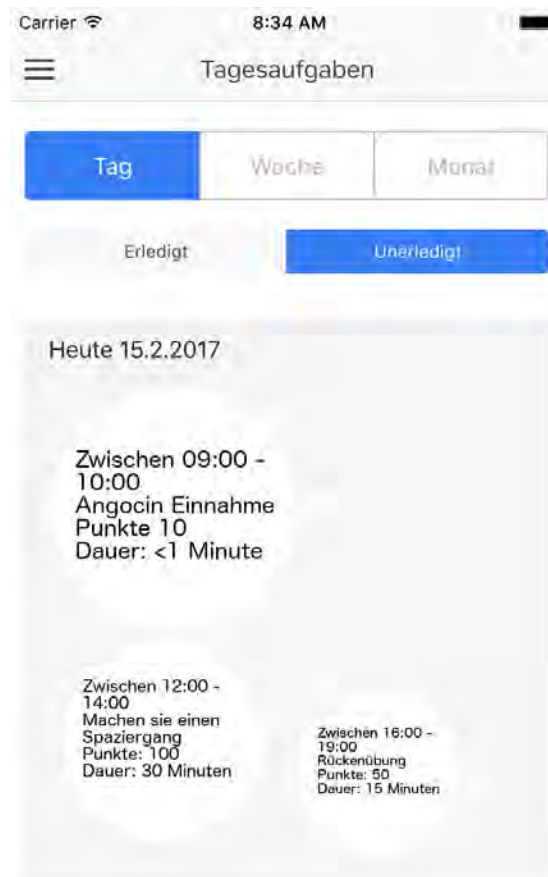 Carrier
8:34 AM
Tagesaufgaben
Tag
Woche
Monat
Erledigt
Unerledigt
Heute 15.2.2017
Zwischen 09:00 -
10:00
Angocin Einnahme
Punkte 10
Dauer: <1 Minute
Zwischen 12:00 -
14:00
Machen sie einen
Spaziergang
Punkte: 100
Dauer: 30 Minuten
Zwischen 16:00 -
19:00
Rückenübung
Punkte: 50
Dauer: 15 Minuten